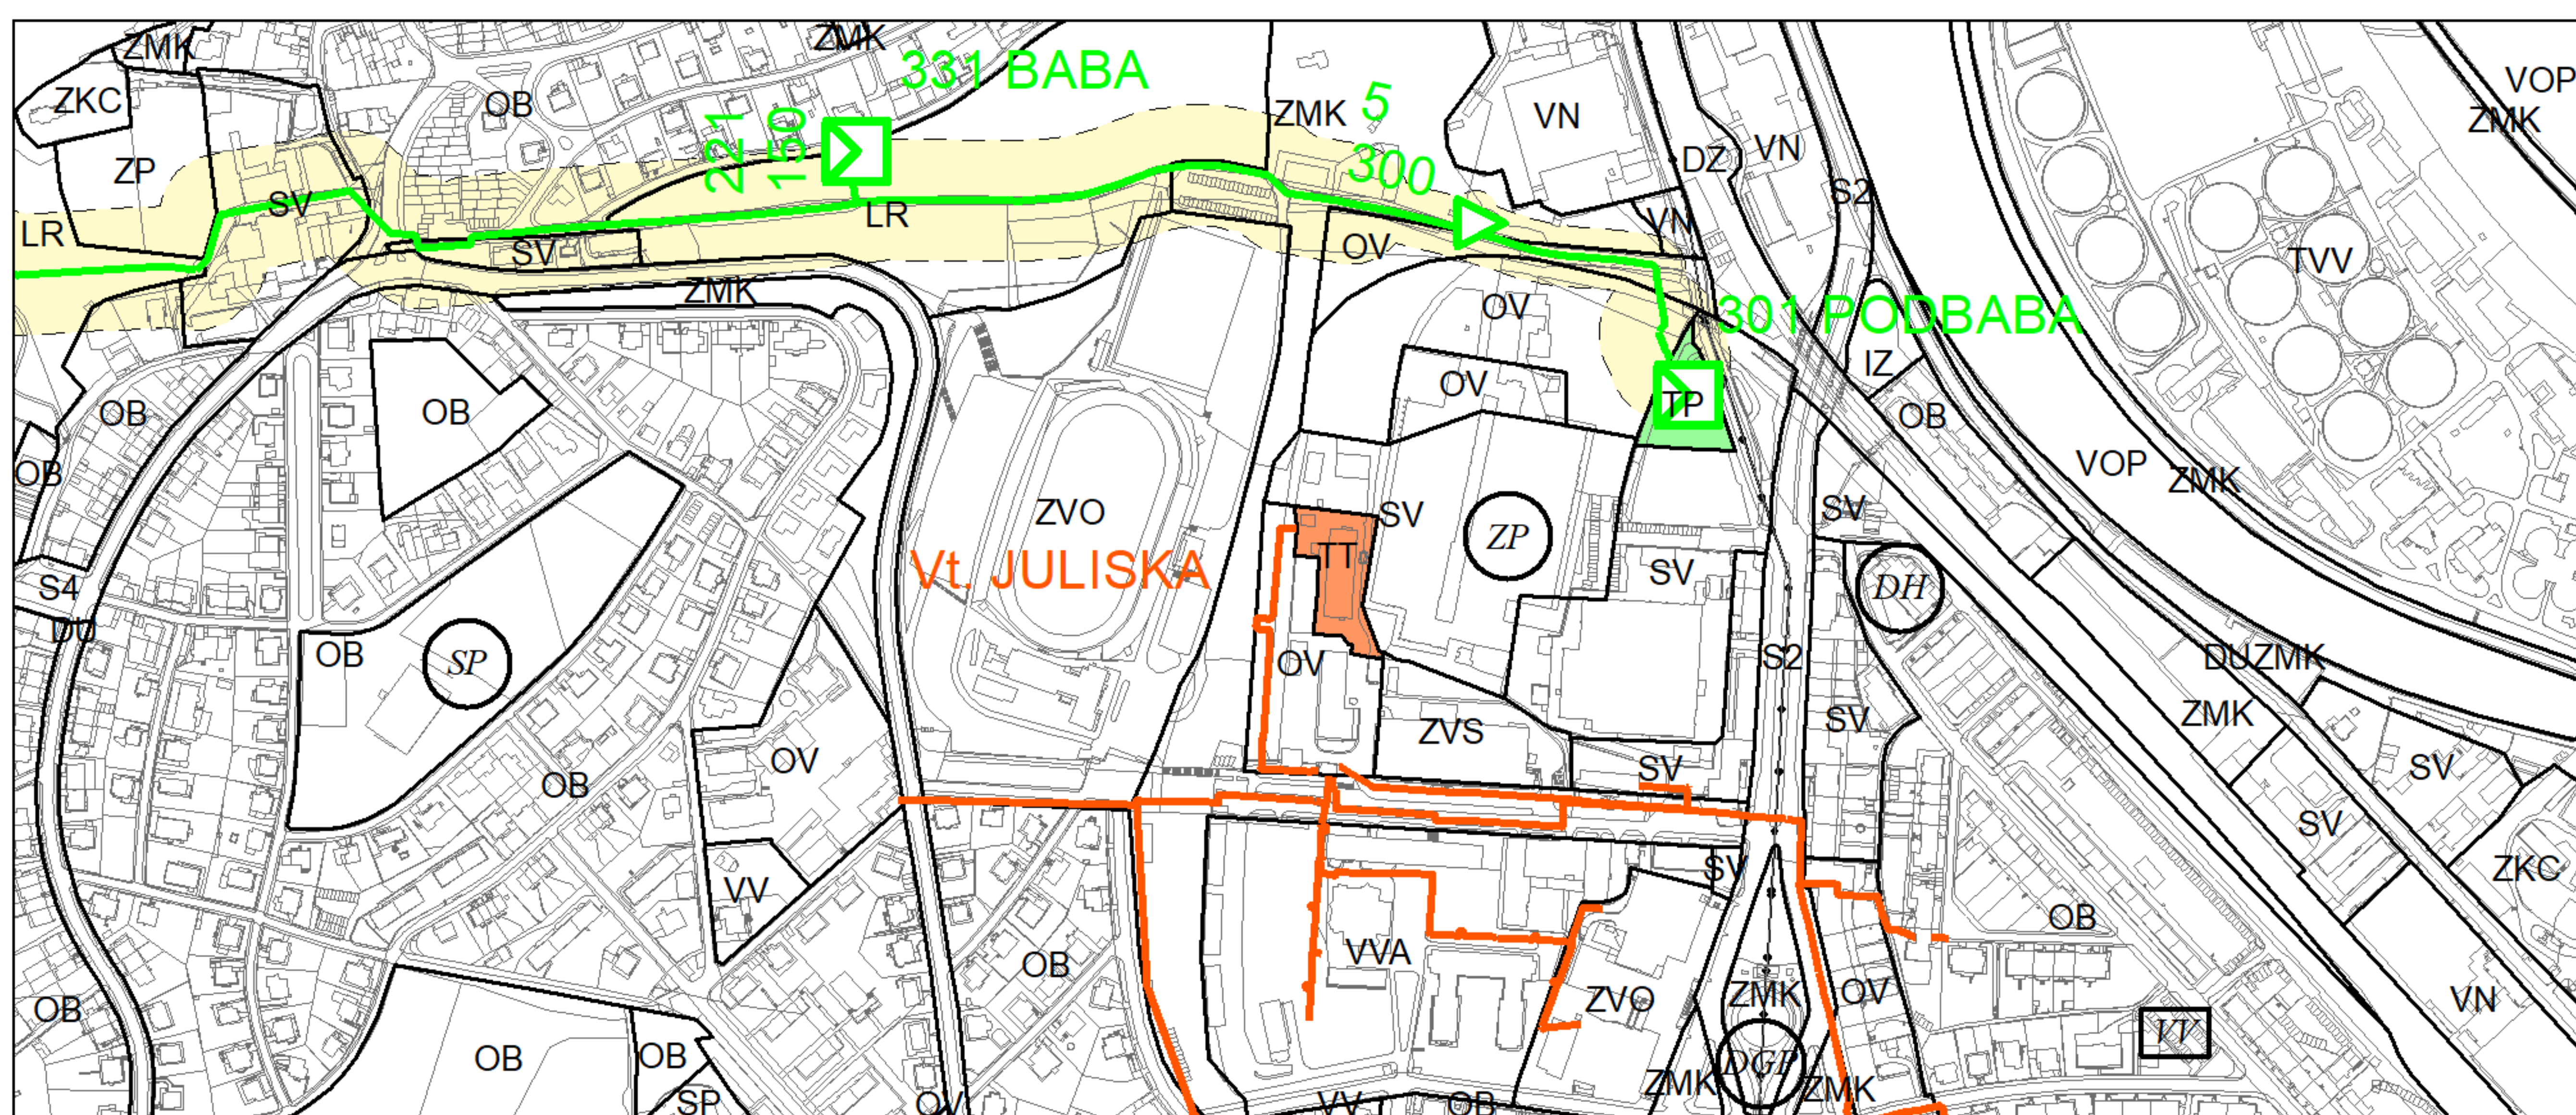 ZMK
ZMK
331 BABA
VOP
ZKC
OB
221
150
ZMK
5
VN
ZMK
ZP
300
DZ
VN
SV
S2
LR
LR
VN
SV
OV
TVV
ZMK
OV
301 PODBABA
IZ
OB
OB
OV
TP
OB
OB
VOP
ZMK
ZVO
SV
ZP
SV
Vt. JULISKA
TT
SV
DH
S4
DU
OB
SP
OV
S2
DUZMK
ZMK
SV
OV
ZVS
SV
SV
OB
SV
SV
VV
ZKC
OB
OB
VVA
ZVO
ZMK
OV
VN
OB
VV
OB
OB
DGP
ZMK
ZMK
SP
OV
VV
OB